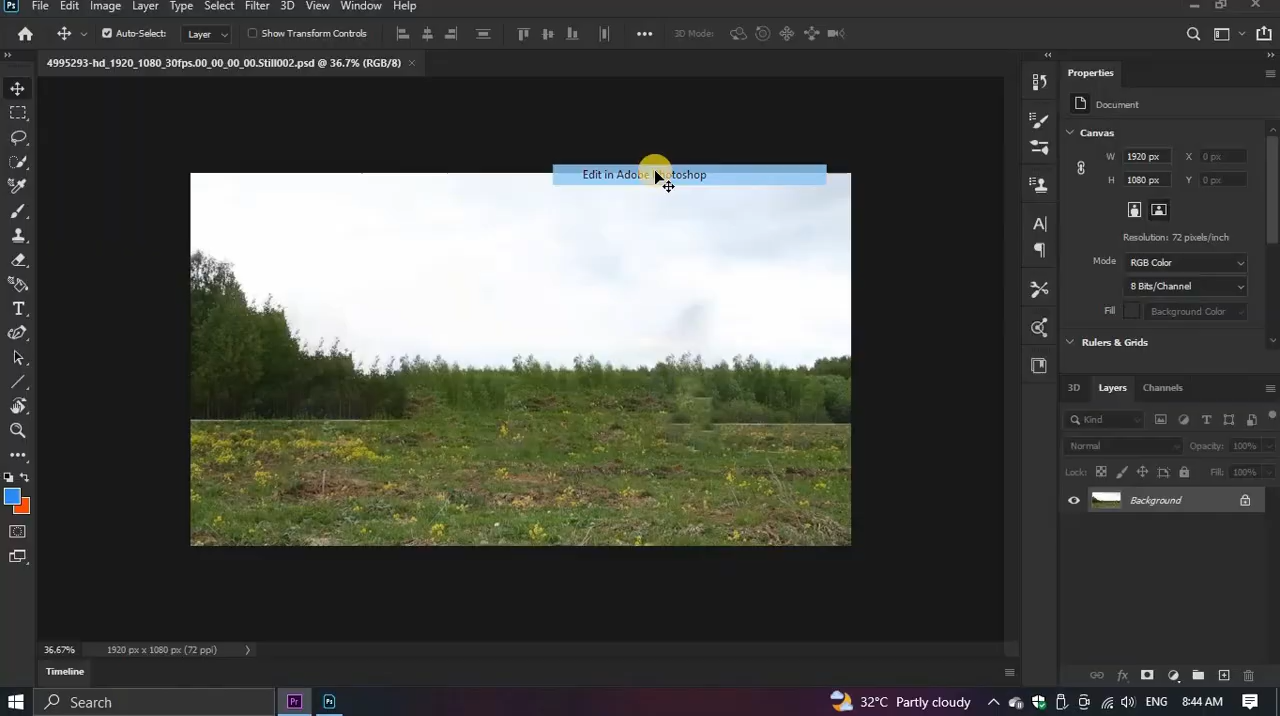 Ps File Edit Image Layer Type Select Filter 3D View Window Help
Auto-Select: Layer Show Transform Controls 3D Mode:
4995293-hd_1920_1080_30fps.00_00_00_00.Still002.psd @ 36.7% (RGB/8)
Properties
Document
Canvas
W 1920 px X 0 px
H 1080 px Y 0 px
Resolution: 72 pixels/inch
Mode RGB Color
8 Bits/Channel
Fill Background Color
Rulers & Grids
Edit in Adobe Photoshop
3D Layers Channels
Kind
Normal Opacity: 100%
Lock: Fill: 100%
Background
36.67% 1920 px x 1080 px (72 ppi)
Timeline
Search Pr Ps 32°C Partly cloudy ENG 8:44 AM